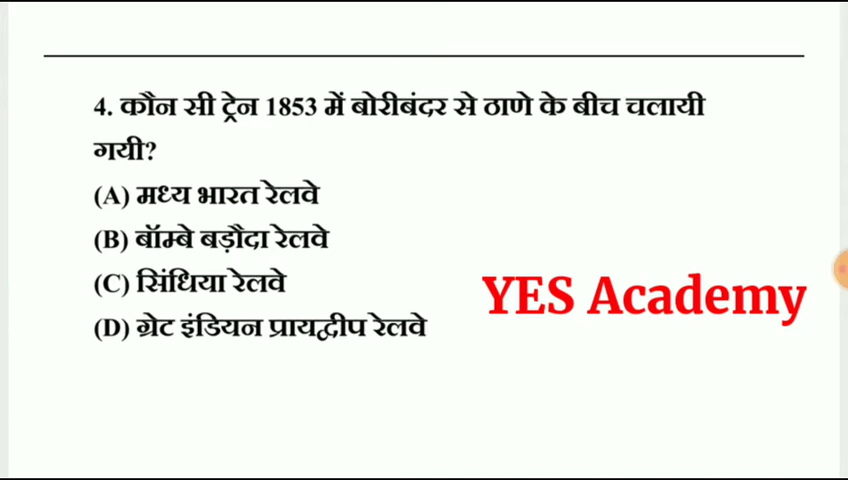 4. कौन सी ट्रेन 1853 में बोरीबंदर से ठाणे के बीच चलायी
गयी?
(A) मध्य भारत रेलवे
(B) बॉम्बे बड़ौदा रेलवे
(C) सिंधिया रेलवे
(D) ग्रेट इंडियन प्रायद्वीप रेलवे
YES Academy